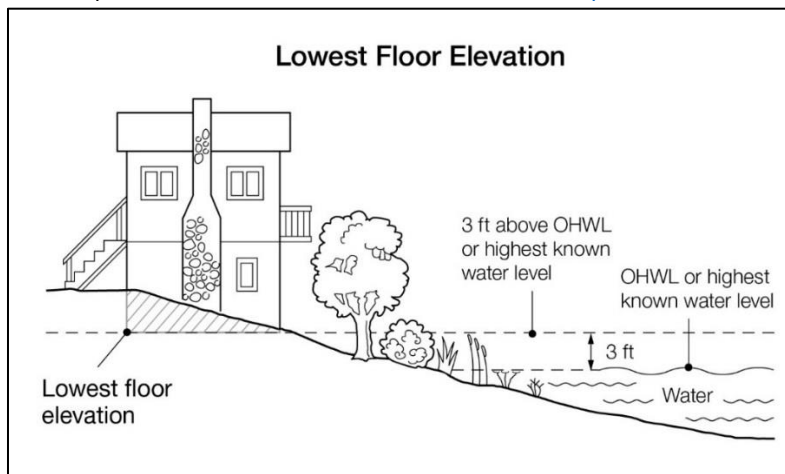 Lowest Floor Elevation
3 ft above OHWL
or highest known
water level
OHWL or highest
known water level
3 ft
Water
Lowest floor
elevation